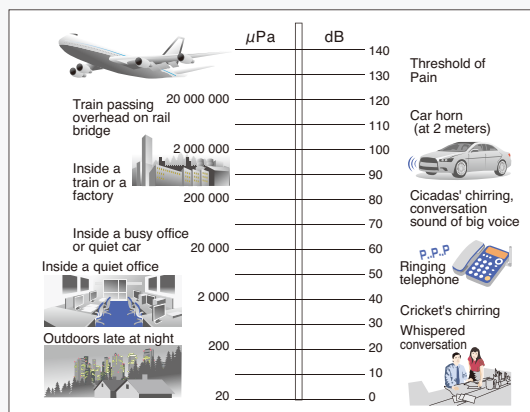 µPa dB
140
130
Threshold of
Pain
Train passing
overhead on rail
bridge
20 000 000
120
110
Car horn
(at 2 meters)
2 000 000
100
Inside a
train or a
factory
90
200 000
80
Cicadas' chirring,
conversation
sound of big voice
70
Inside a busy office
or quiet car
20 000
60
P..P..P
Ringing
telephone
Inside a quiet office
50
2 000
40
Cricket's chirring
30
Whispered
conversation
Outdoors late at night
200
20
10
20
0